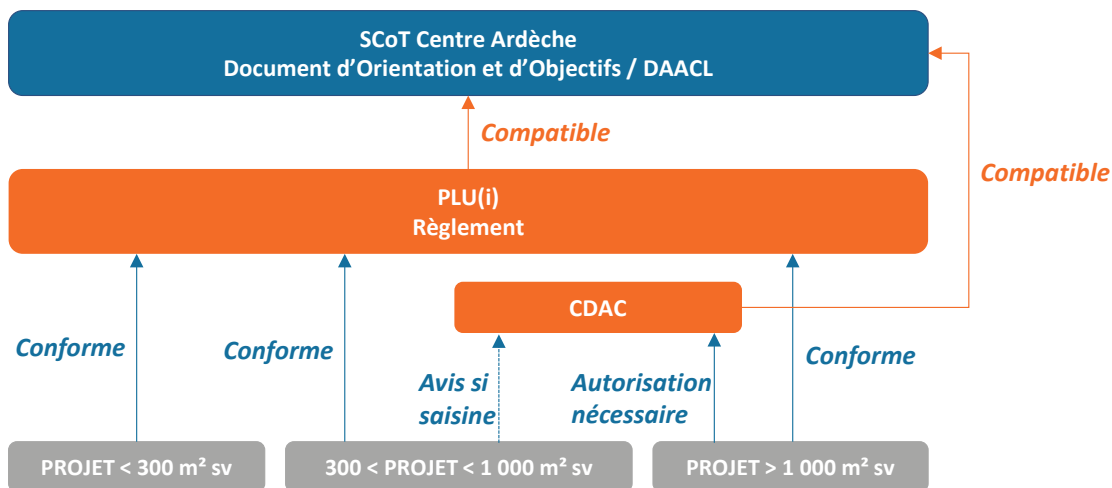 SCoT Centre Ardèche
Document d’Orientation et d’Objectifs / DAACL
Compatible
Compatible
PLU(i)
Règlement
CDAC
Conforme
Conforme
Avis si
saisine
Autorisation
nécessaire
Conforme
PROJET < 300 m² sv
300 < PROJET < 1 000 m² sv
PROJET > 1 000 m² sv